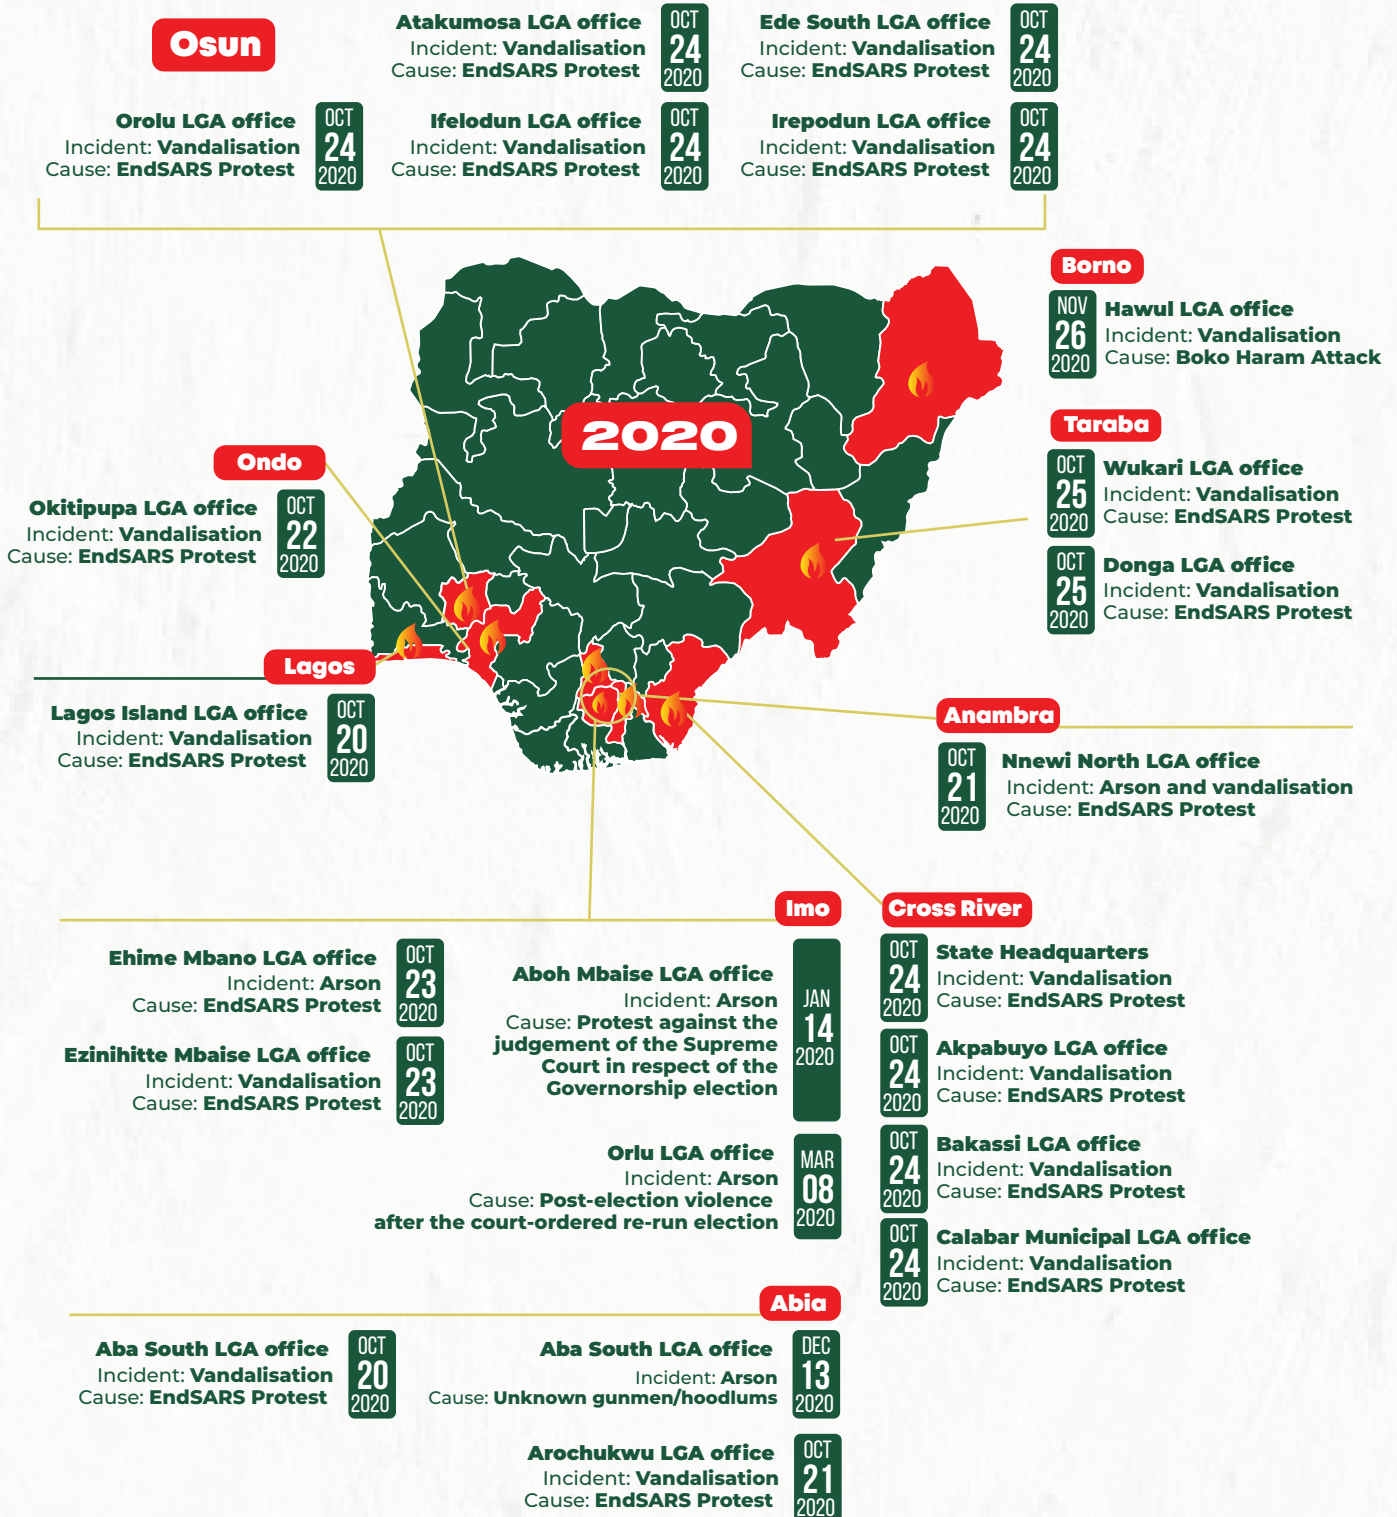 Osun
Atakumosa LGA office
Incident: Vandalisation
Cause: EndSARS Protest
OCT
24
2020
Ede South LGA office
Incident: Vandalisation
Cause: EndSARS Protest
OCT
24
2020
Orolu LGA office
Incident: Vandalisation
Cause: EndSARS Protest
OCT
24
2020
Ifelodun LGA office
Incident: Vandalisation
Cause: EndSARS Protest
OCT
24
2020
Irepodun LGA office
Incident: Vandalisation
Cause: EndSARS Protest
OCT
24
2020
Borno
NOV
26
2020
Hawul LGA office
Incident: Vandalisation
Cause: Boko Haram Attack
2020
Taraba
OCT
25
2020
Wukari LGA office
Incident: Vandalisation
Cause: EndSARS Protest
OCT
25
2020
Donga LGA office
Incident: Vandalisation
Cause: EndSARS Protest
Ondo
Okitipupa LGA office
Incident: Vandalisation
Cause: EndSARS Protest
OCT
22
2020
Lagos
Lagos Island LGA office
Incident: Vandalisation
Cause: EndSARS Protest
OCT
20
2020
Anambra
OCT
21
2020
Nnewi North LGA office
Incident: Arson and vandalisation
Cause: EndSARS Protest
Imo
Ehime Mbano LGA office
Incident: Arson
Cause: EndSARS Protest
OCT
23
2020
Ezinihitte Mbaise LGA office
Incident: Vandalisation
Cause: EndSARS Protest
OCT
23
2020
Aboh Mbaise LGA office
Incident: Arson
Cause: Protest against the
judgement of the Supreme
Court in respect of the
Governorship election
JAN
14
2020
Orlu LGA office
Incident: Arson
Cause: Post-election violence
after the court-ordered re-run election
MAR
08
2020
Cross River
OCT
24
2020
State Headquarters
Incident: Vandalisation
Cause: EndSARS Protest
OCT
24
2020
Akpabuyo LGA office
Incident: Vandalisation
Cause: EndSARS Protest
OCT
24
2020
Bakassi LGA office
Incident: Vandalisation
Cause: EndSARS Protest
OCT
24
2020
Calabar Municipal LGA office
Incident: Vandalisation
Cause: EndSARS Protest
Abia
Aba South LGA office
Incident: Vandalisation
Cause: EndSARS Protest
OCT
20
2020
Aba South LGA office
Incident: Arson
Cause: Unknown gunmen/hoodlums
DEC
13
2020
Arochukwu LGA office
Incident: Vandalisation
Cause: EndSARS Protest
OCT
21
2020